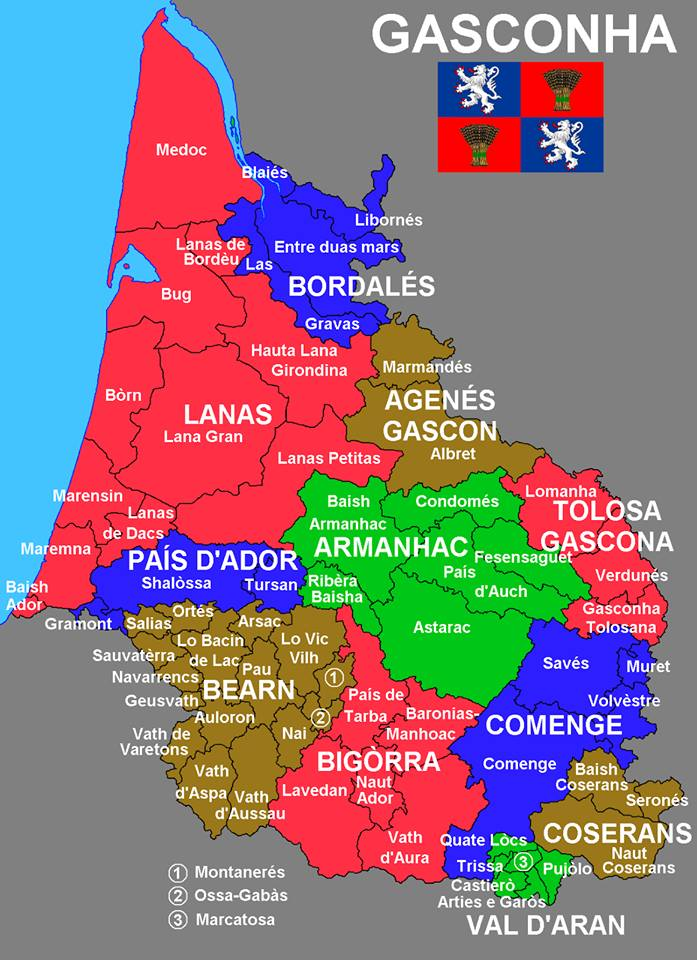 GASCONHA
Medoc
Blaiés
Libornés
Lanas de
Bordèu
Las
Entre duas mars
BORDALÉS
Bug
Gravas
Hauta Lana
Girondina
Marmandés
Bòrn
LANAS
Lana Gran
AGENÉS
GASCON
Albret
Lanas Petitas
Marensin
Lanas
de Dacs
Maremna
Baish
Ador
Baish
Armanhac
Condomés
Lomanha
TOLOSA
GASCONA
ARMANHAC
Fesensaguet
País
d'Auch
Verdunés
PAÍS D'ADOR
Shalòssa
Tursan
Ribèra
Baisha
Gasconha
Tolosana
Astarac
Gramont
Salias
Ortés
Arsac
Lo Bacin
de Lac
Lo Vic
Vilh
Sauvatèrra
Navarrencs
Pau
Geusvath
BEARN
1
Auloron
2
Nai
Vath de
Varetons
Vath
d'Aspa
Vath
d'Aussau
País de
Tarba
Baronias-
Manhoac
BIGÒRRA
Lavedan
Naut
Ador
Vath
d'Aura
Savés
Muret
Volvèstre
COMENGE
Comenge
Baish
Coserans
Seronés
COSERANS
Naut
Coserans
Quate Lòcs
3
Trissa
Pujòlo
Castierò
Arties e Garòs
VAL D'ARAN
1 Montanerés
2 Ossa-Gabàs
3 Marcatosa